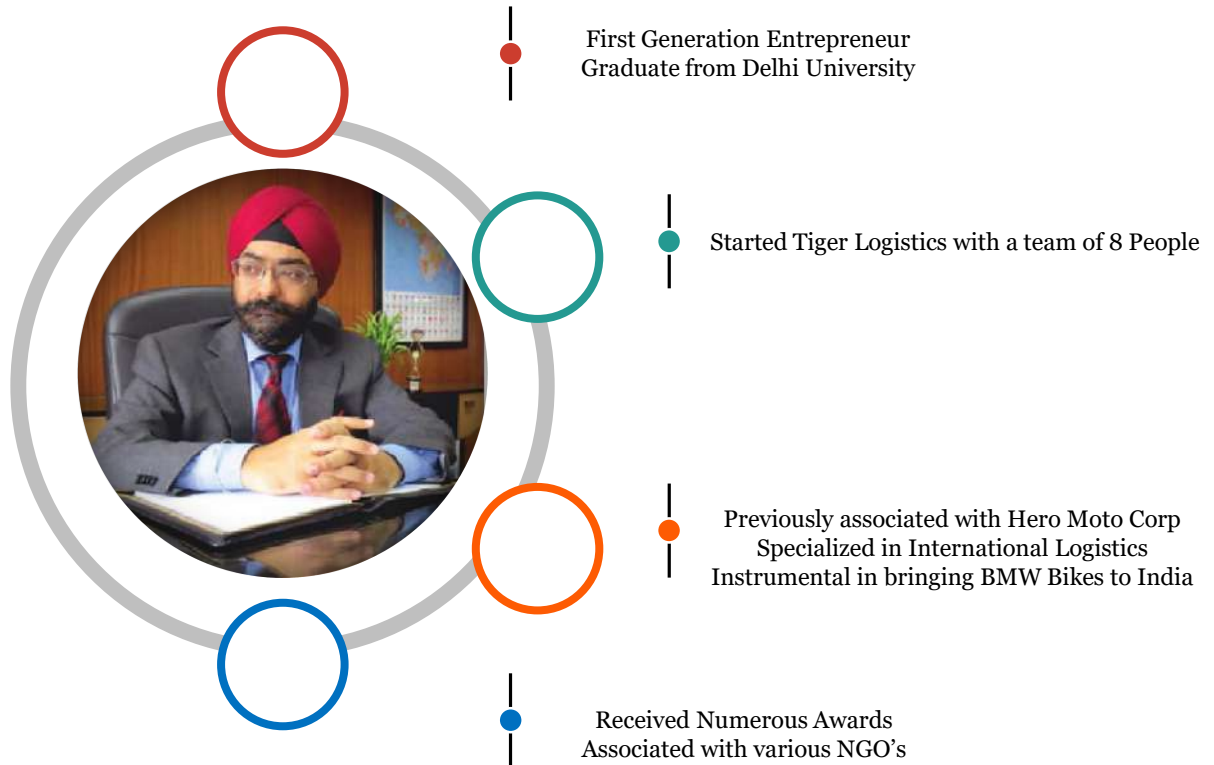 First Generation Entrepreneur
Graduate from Delhi University
Started Tiger Logistics with a team of 8 People
Previously associated with Hero Moto Corp
Specialized in International Logistics
Instrumental in bringing BMW Bikes to India
Received Numerous Awards
Associated with various NGO's